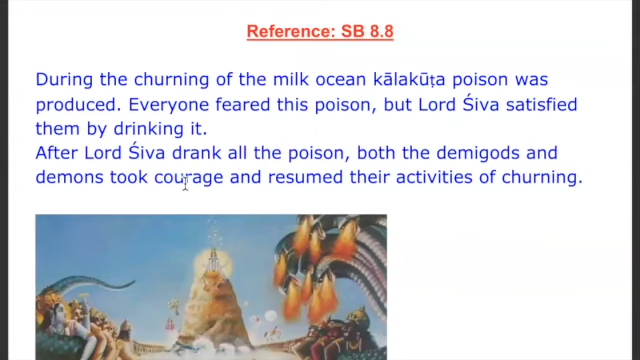 Reference: SB 8.8
During the churning of the milk ocean kālakūṭa poison was
produced. Everyone feared this poison, but Lord Śiva satisfied
them by drinking it.
After Lord Śiva drank all the poison, both the demigods and
demons took courage and resumed their activities of churning.